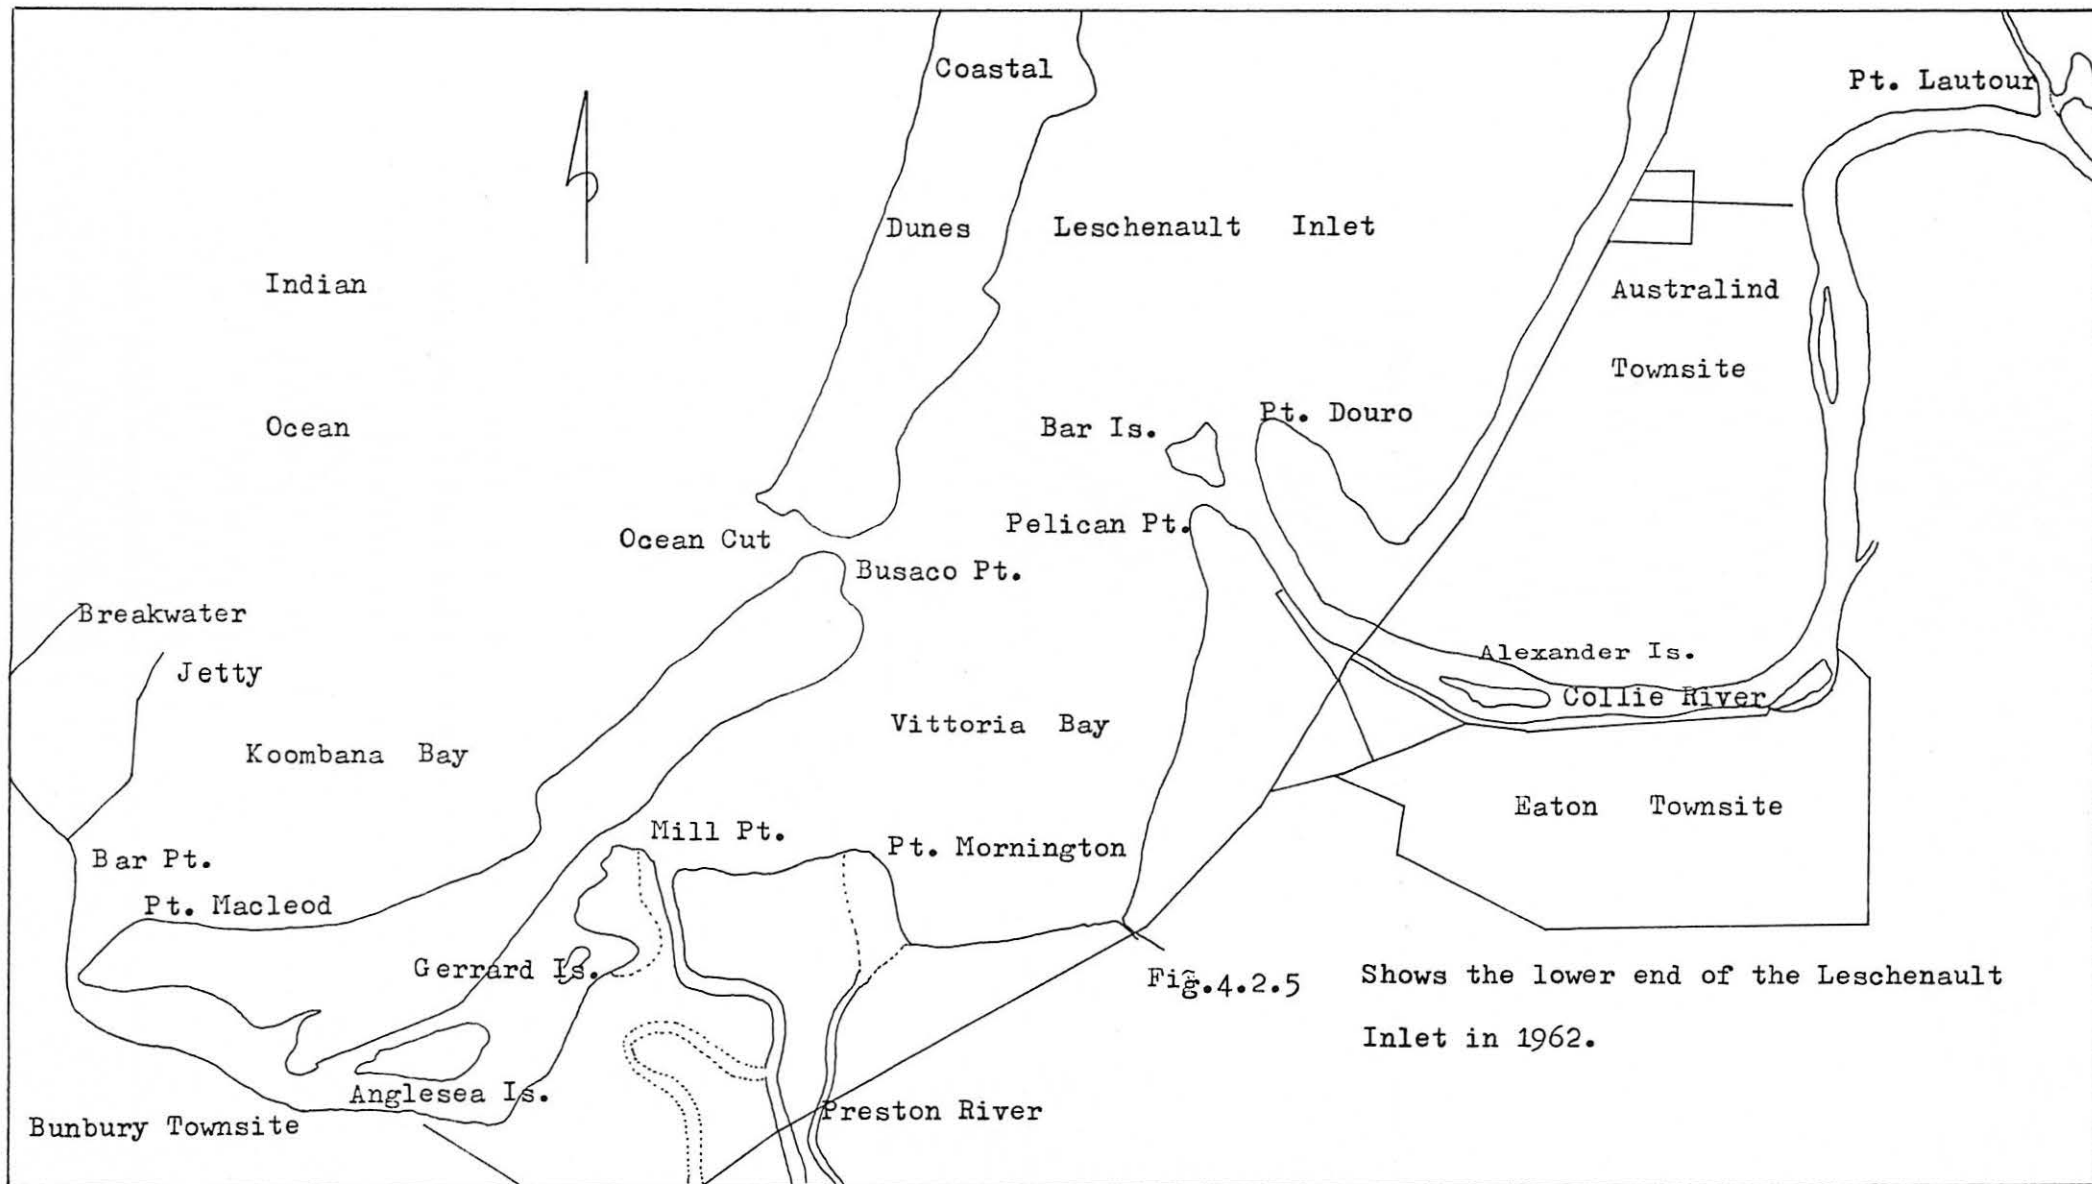 Coastal
Pt. Lautour
Dunes
Leschenault Inlet
Indian
Australind
Townsite
Ocean
Bar Is.
Pt. Douro
Pelican Pt.
Ocean Cut
Busaco Pt.
Breakwater
Jetty
Alexander Is.
Collie River
Vittoria Bay
Koombana Bay
Eaton Townsite
Mill Pt.
Pt. Mornington
Bar Pt.
Pt. Macleod
Gerrard Is.
Fig.4.2.5 Shows the lower end of the Leschenault
Inlet in 1962.
Anglesea Is.
Preston River
Bunbury Townsite